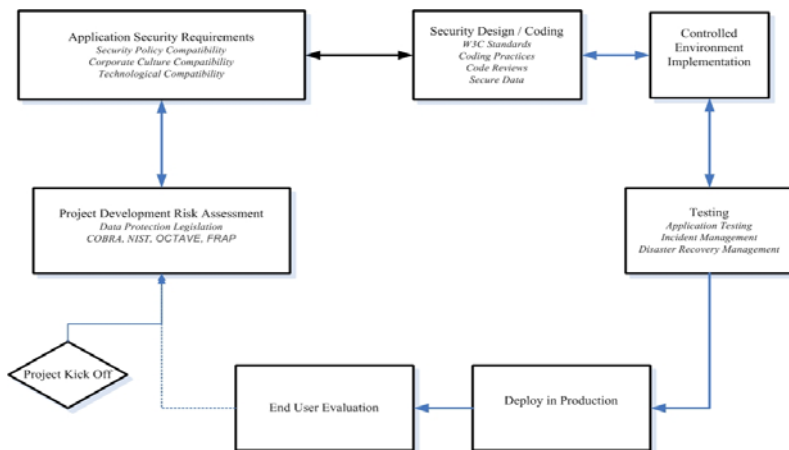 Application Security Requirements
Security Policy Compatibility
Corporate Culture Compatibility
Technological Compatibility
Security Design / Coding
W3C Standards
Coding Practices
Code Reviews
Secure Data
Controlled
Environment
Implementation
Project Development Risk Assessment
Data Protection Legislation
COBRA, NIST, OCTAVE, FRAP
Testing
Application Testing
Incident Management
Disaster Recovery Management
Project Kick Off
End User Evaluation
Deploy in Production